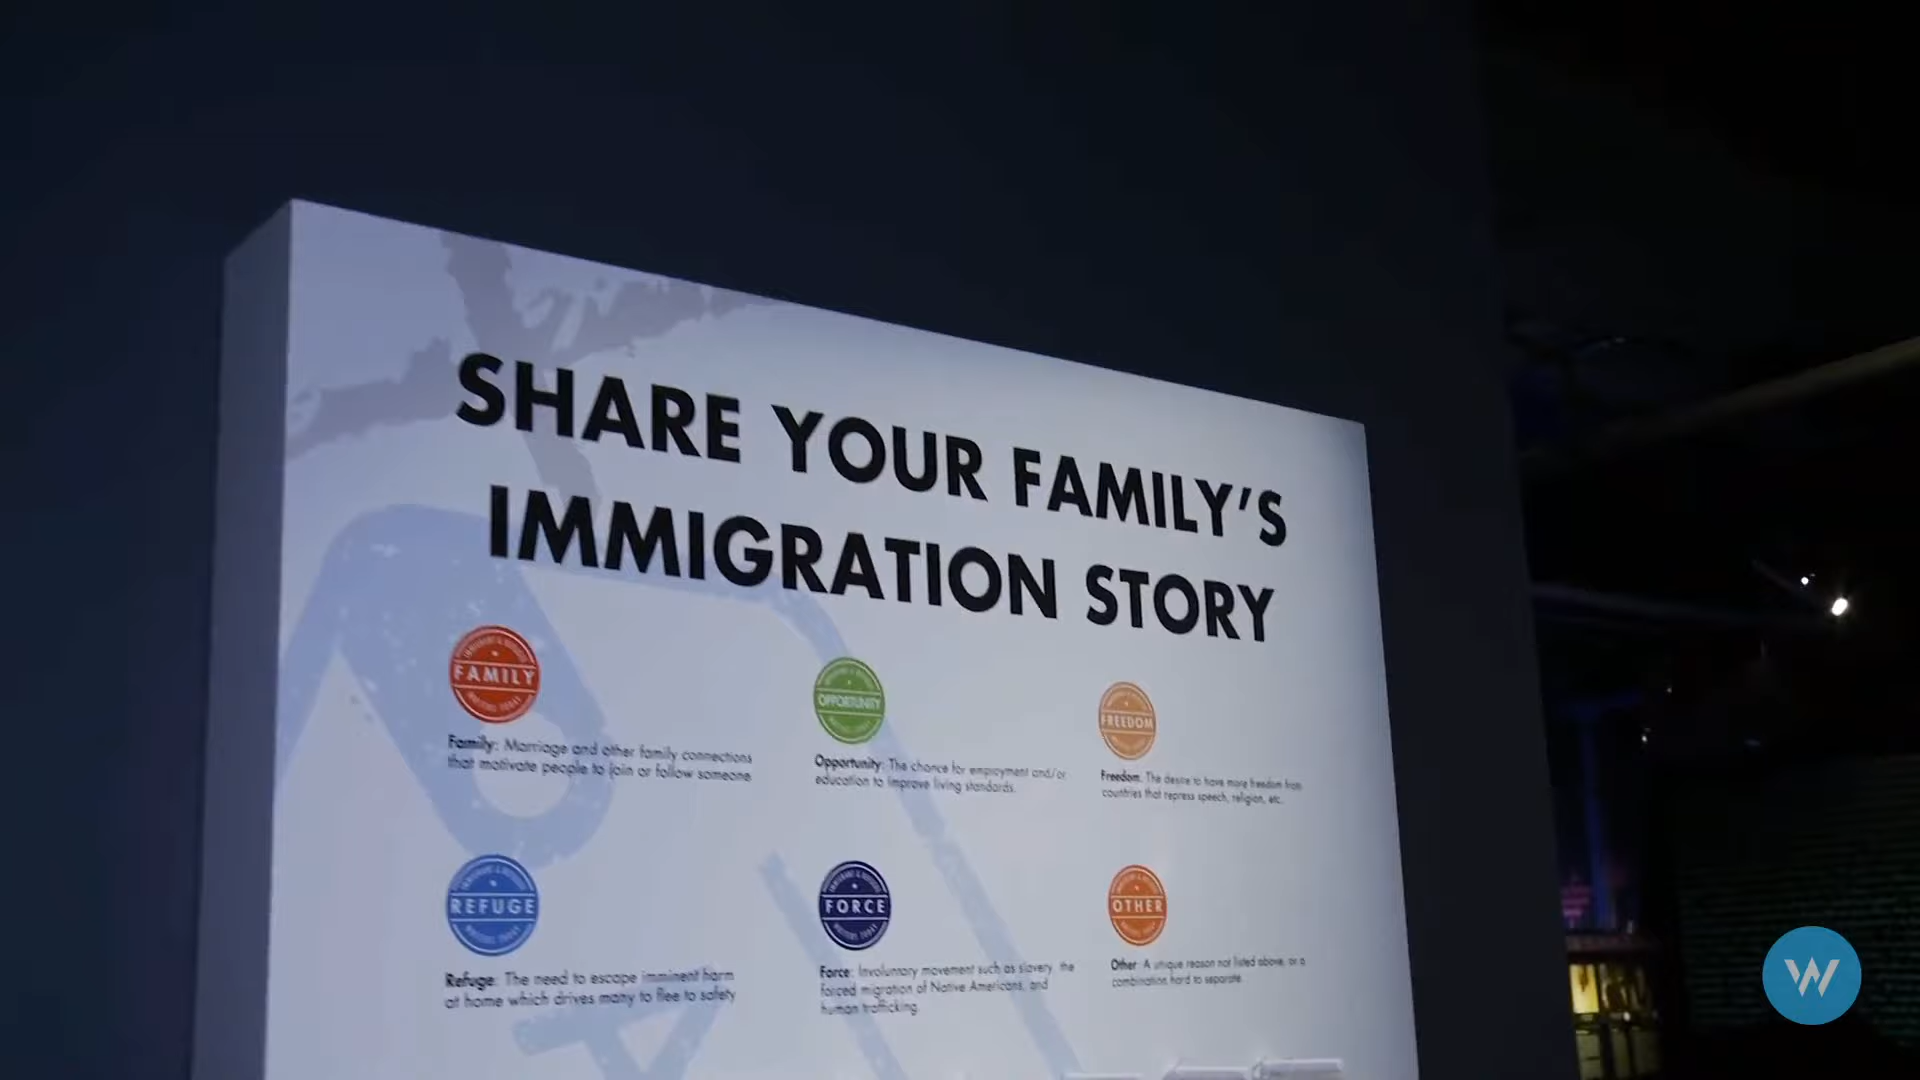 SHARE YOUR FAMILY'S
IMMIGRATION STORY
FAMILY
OPPORTUNITY
FREEDOM
Family: Marriage and other family connections
that motivate people to join or follow someone
Opportunity: The chance for employment and/or
education to improve living standards.
Freedom: The desire to have more freedom from
countries that repress speech, religion, etc.
REFUGE
FORCE
OTHER
Refuge: The need to escape imminent harm
at home which drives many to flee to safety
Force: Involuntary movement such as slavery, the
forced migration of Native Americans, and
human trafficking.
Other: A unique reason not listed above, or a
combination hard to separate.
W